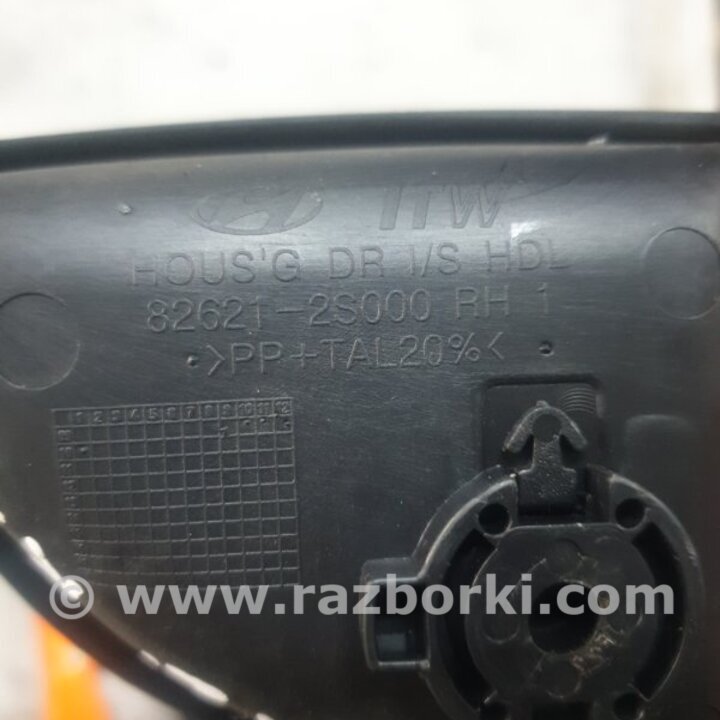 ITW
HOUS'G DR I/S HDL
82621-2S000 RH 1
>PP+TAL20%<
1 2 3 4 5 6 7 8 9 10 11 12
© www.razborki.com